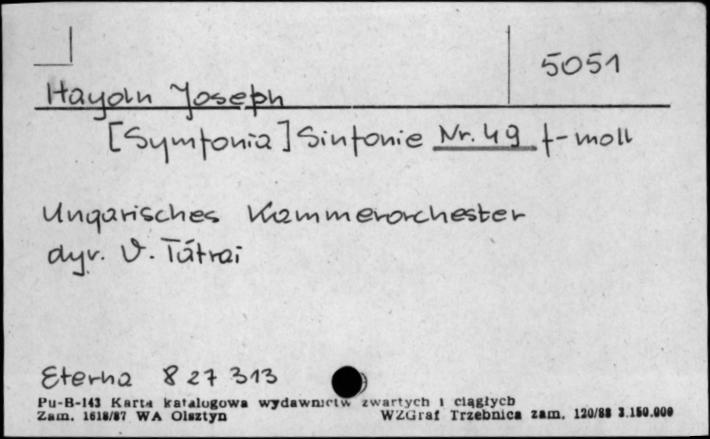 5051
Haydn Joseph
[Symfonia] Sinfonie Nr. 49 f-moll
Ungarisches Kammerorchester
dyr. V. Tátrai
Eterna 8 27 313
Pu-B-143 Karta katalogowa wydawnictw zwartych i ciągłych
Zam. 1618/87 WA Olsztyn WZGraf Trzebnica zam. 120/88 3.150.000